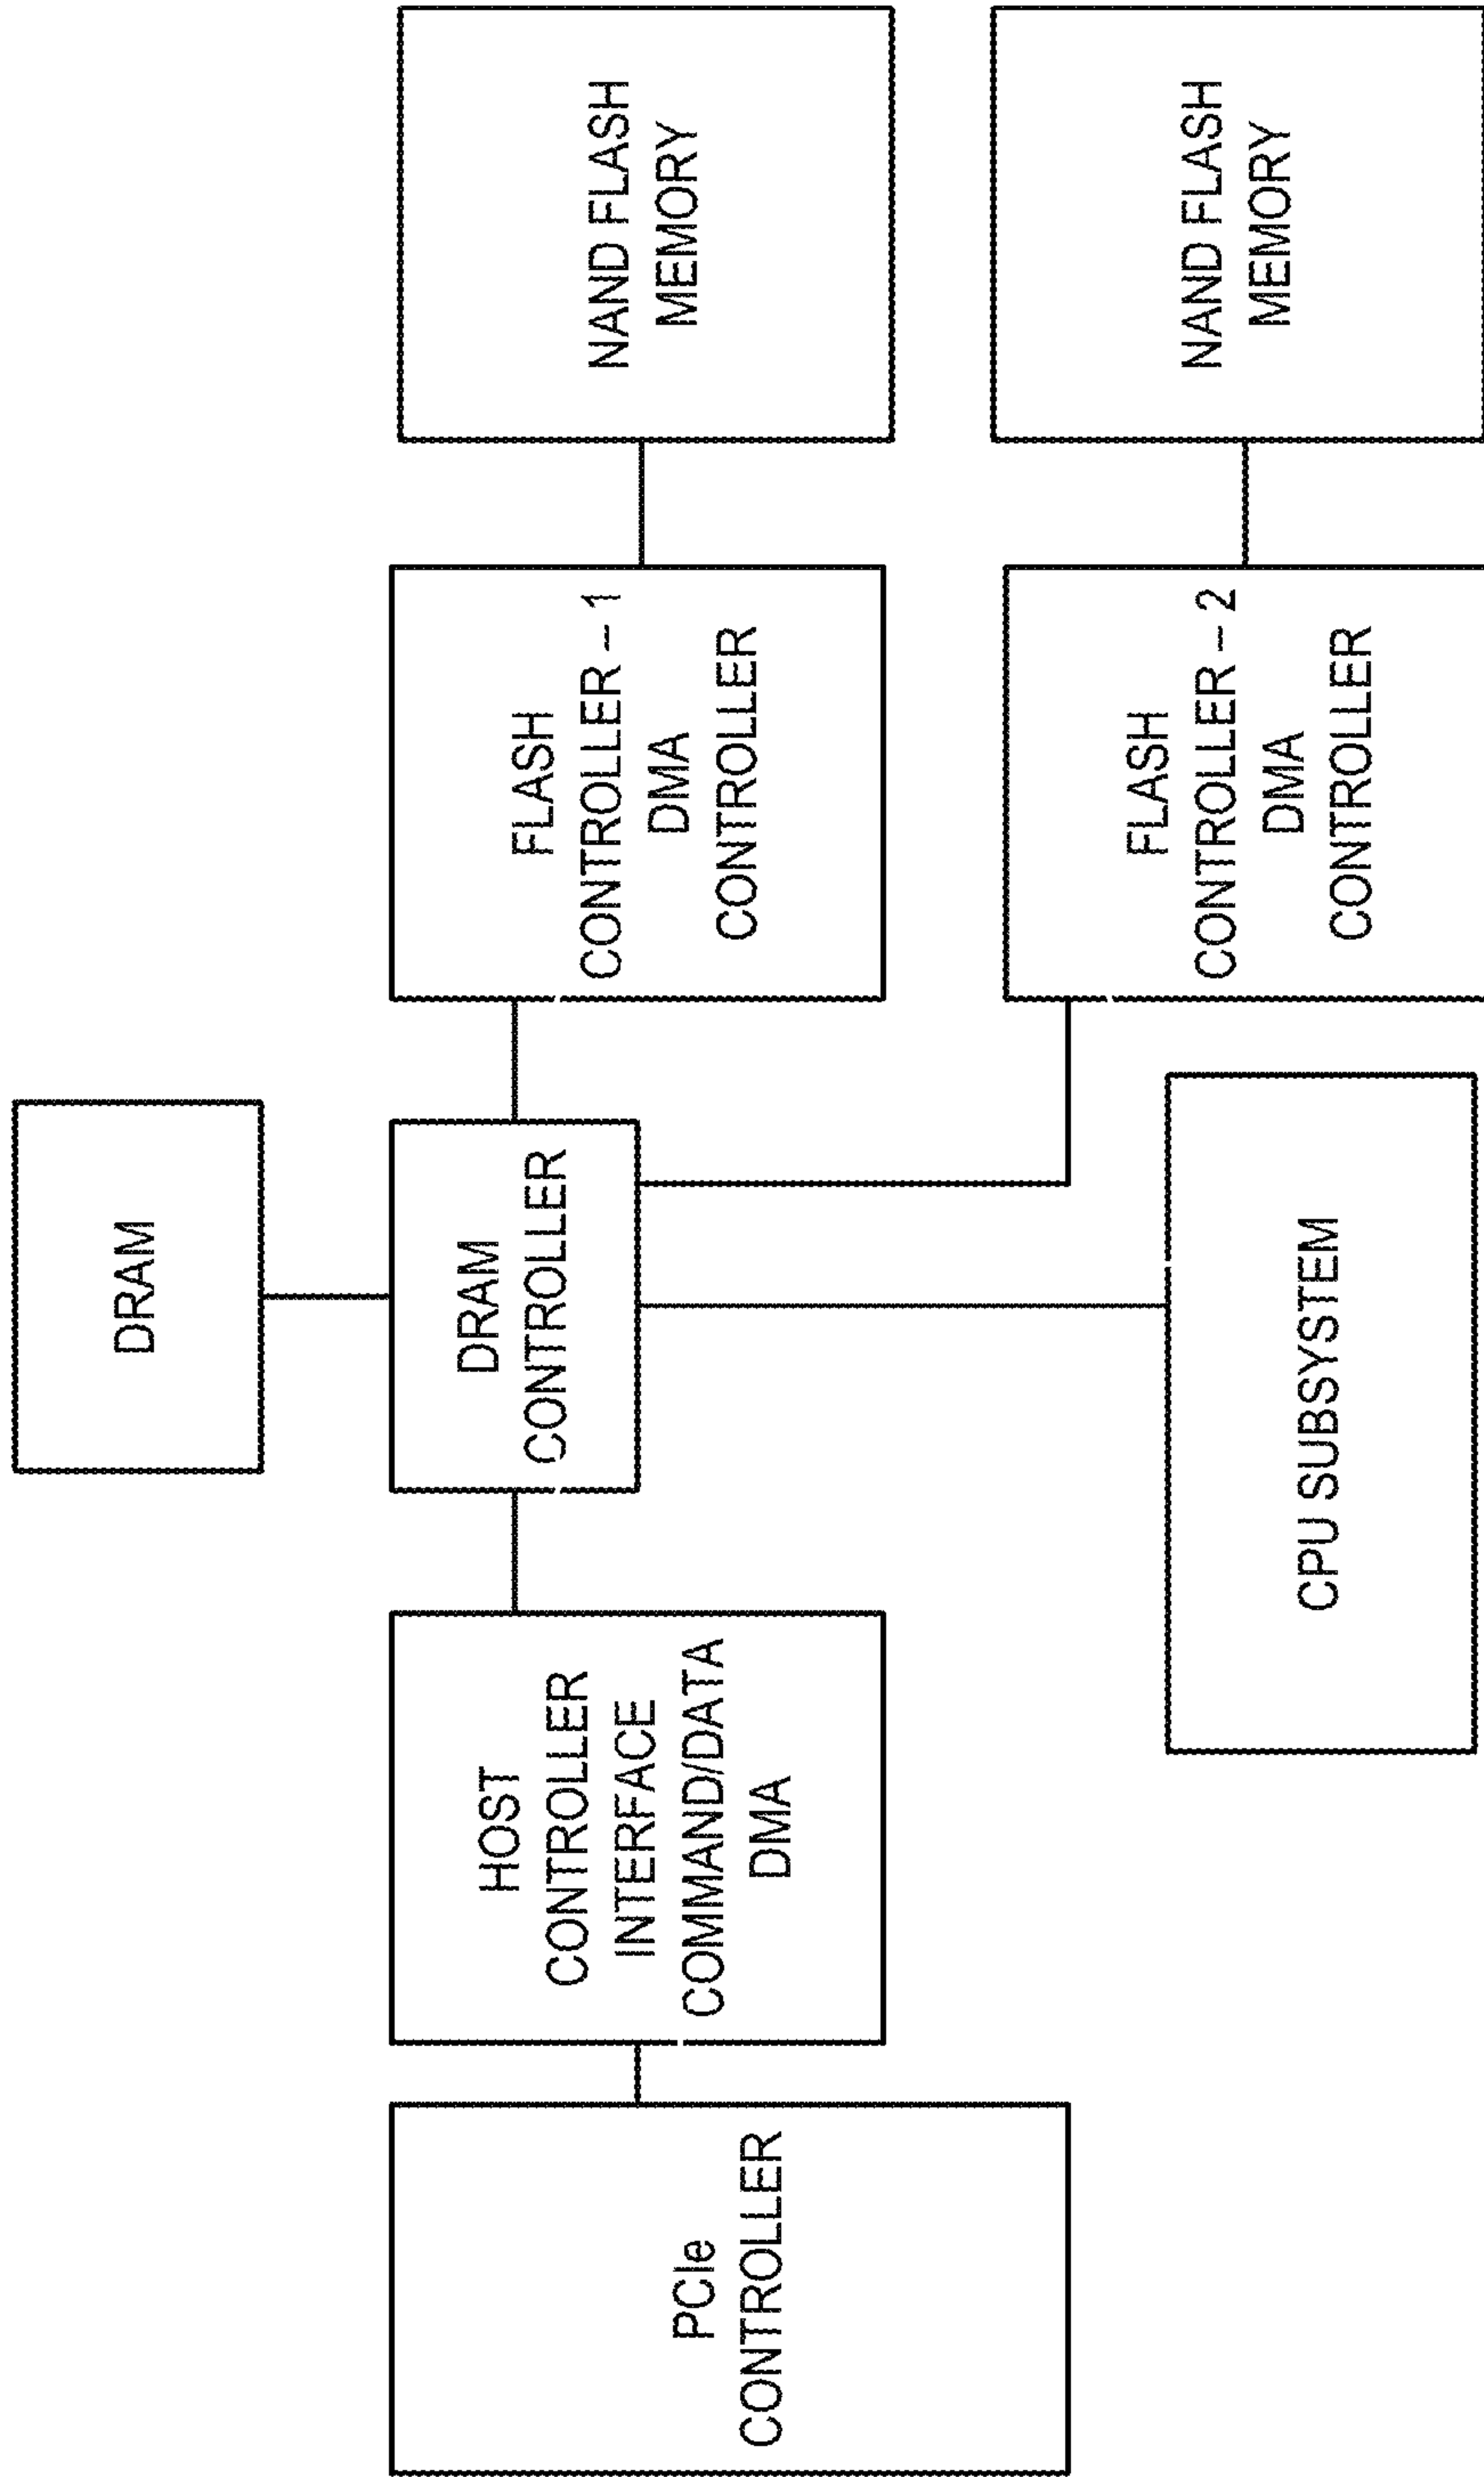 DRAM
PCIe
CONTROLLER
HOST
CONTROLLER
INTERFACE
COMMAND/DATA
DMA
DRAM
CONTROLLER
FLASH
CONTROLLER – 1
DMA
CONTROLLER
NAND FLASH
MEMORY
CPU SUBSYSTEM
FLASH
CONTROLLER – 2
DMA
CONTROLLER
NAND FLASH
MEMORY